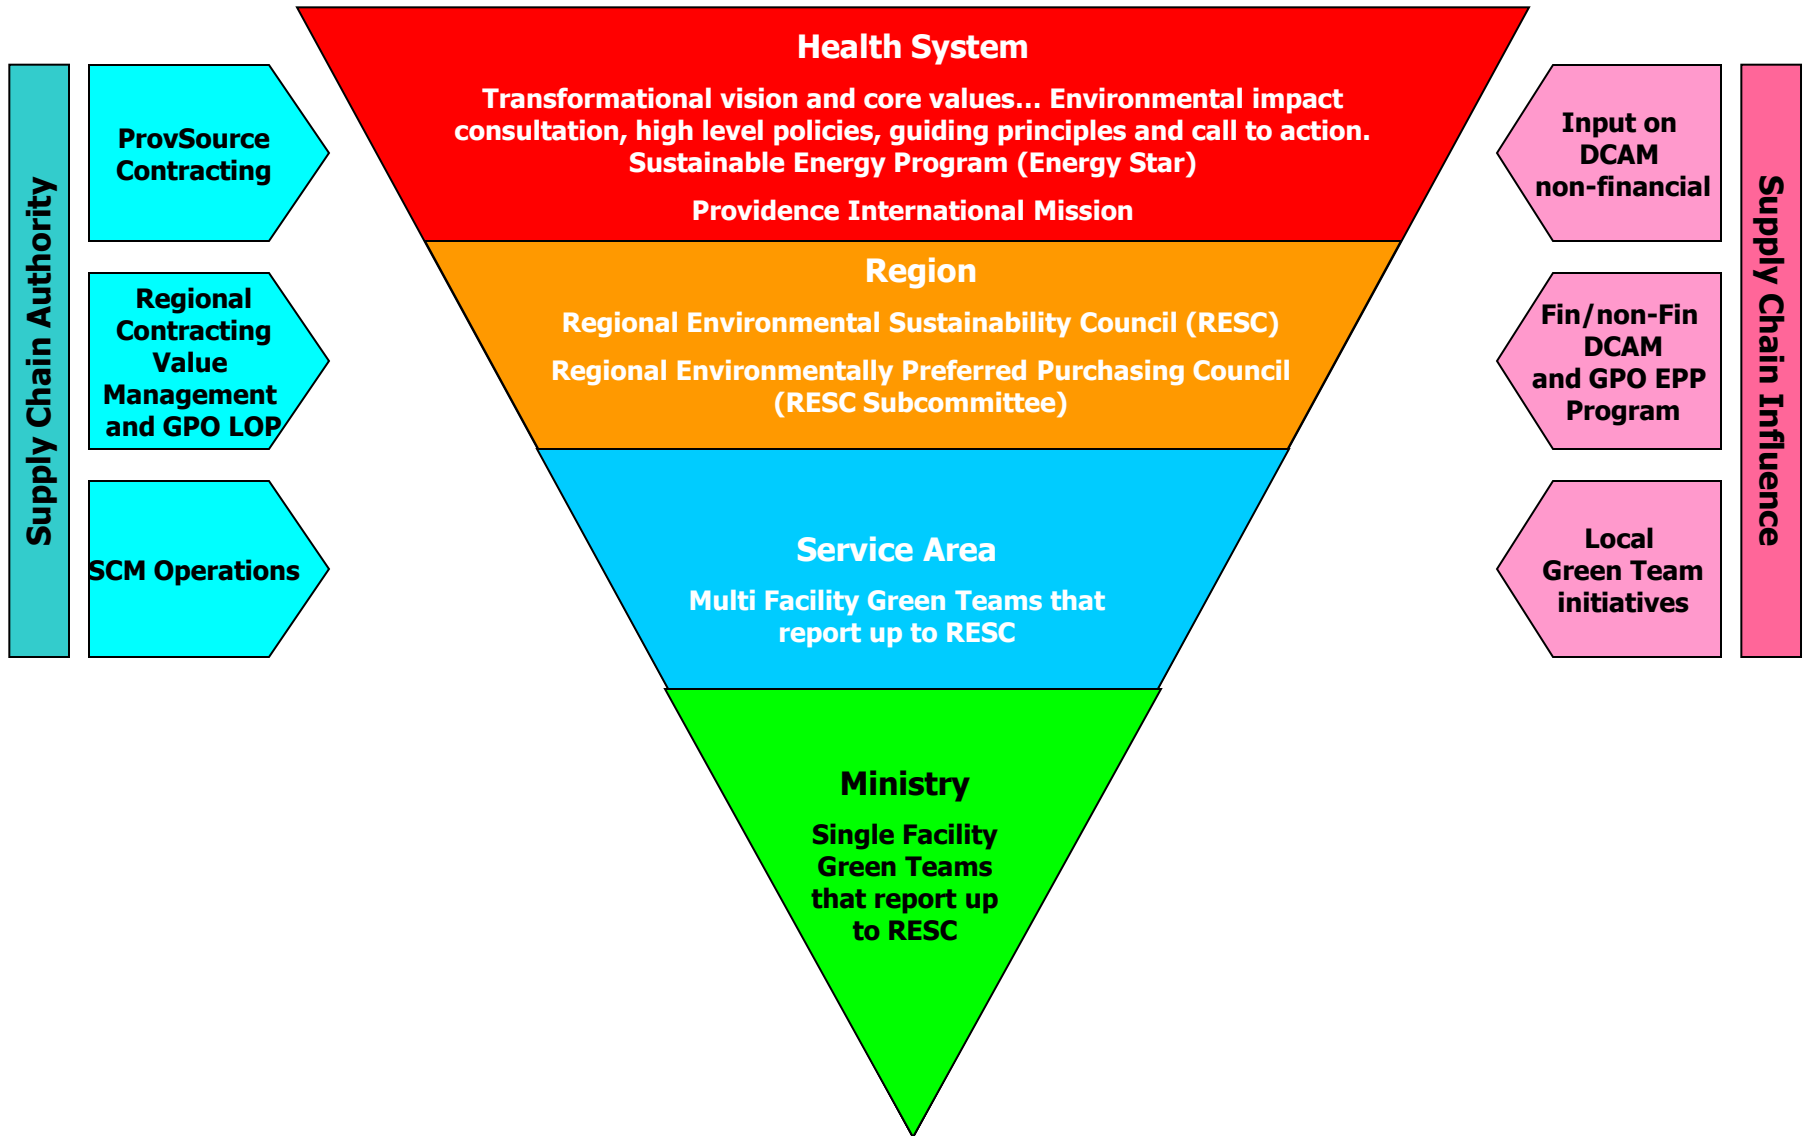 Supply Chain Authority
ProvSource
Contracting
Regional
Contracting
Value
Management
and GPO LOP
SCM Operations
Health System
Transformational vision and core values... Environmental impact
consultation, high level policies, guiding principles and call to action.
Sustainable Energy Program (Energy Star)
Providence International Mission
Region
Regional Environmental Sustainability Council (RESC)
Regional Environmentally Preferred Purchasing Council
(RESC Subcommittee)
Service Area
Multi Facility Green Teams that
report up to RESC
Ministry
Single Facility
Green Teams
that report up
to RESC
Input on
DCAM
non-financial
Fin/non-Fin
DCAM
and GPO EPP
Program
Local
Green Team
initiatives
Supply Chain Influence